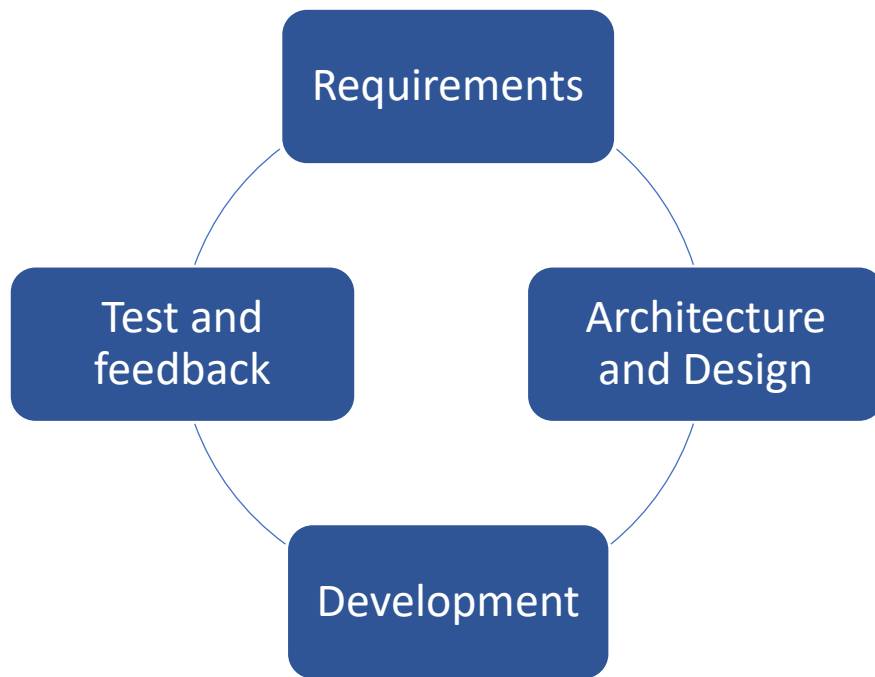 Requirements
Architecture
and Design
Development
Test and
feedback